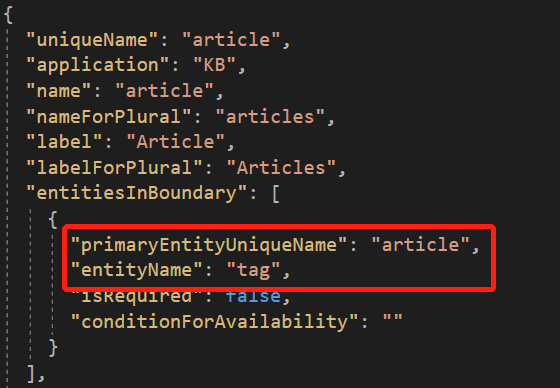 {
"uniqueName": "article",
"application": "KB",
"name": "article",
"nameForPlural": "articles",
"label": "Article",
"labelForPlural": "Articles",
"entitiesInBoundary": [
{
"primaryEntityUniqueName": "article",
"entityName": "tag",
"isRequired": false,
"conditionForAvailability": ""
}
],